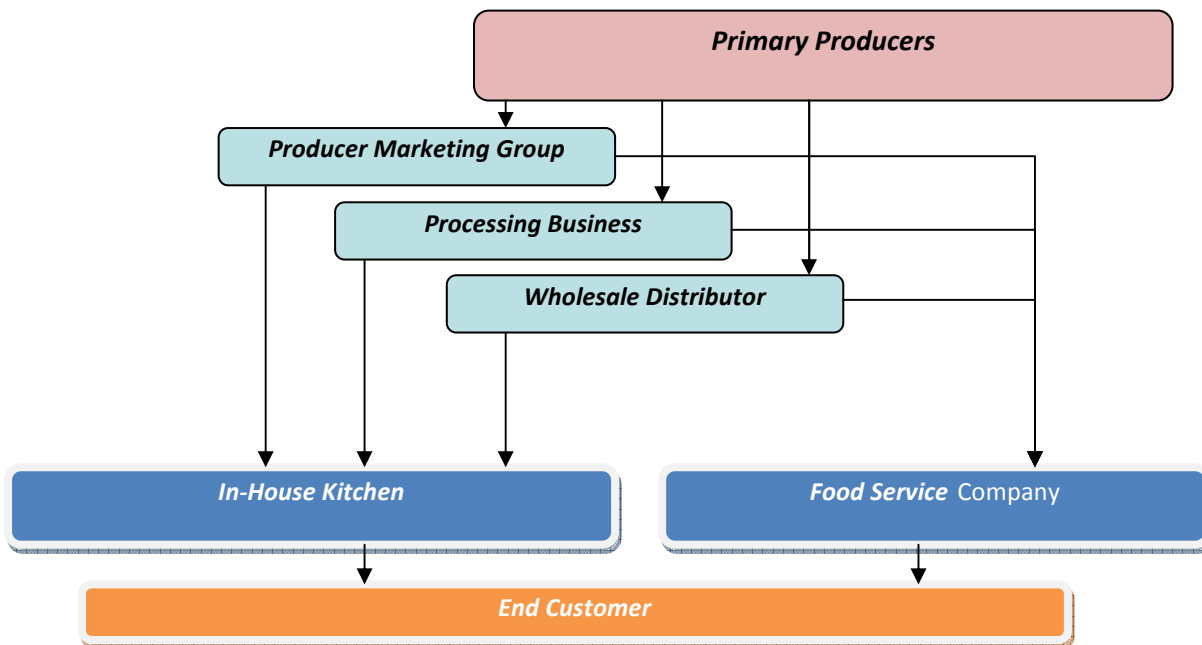 Primary Producers
Producer Marketing Group
Processing Business
Wholesale Distributor
In-House Kitchen
Food Service Company
End Customer